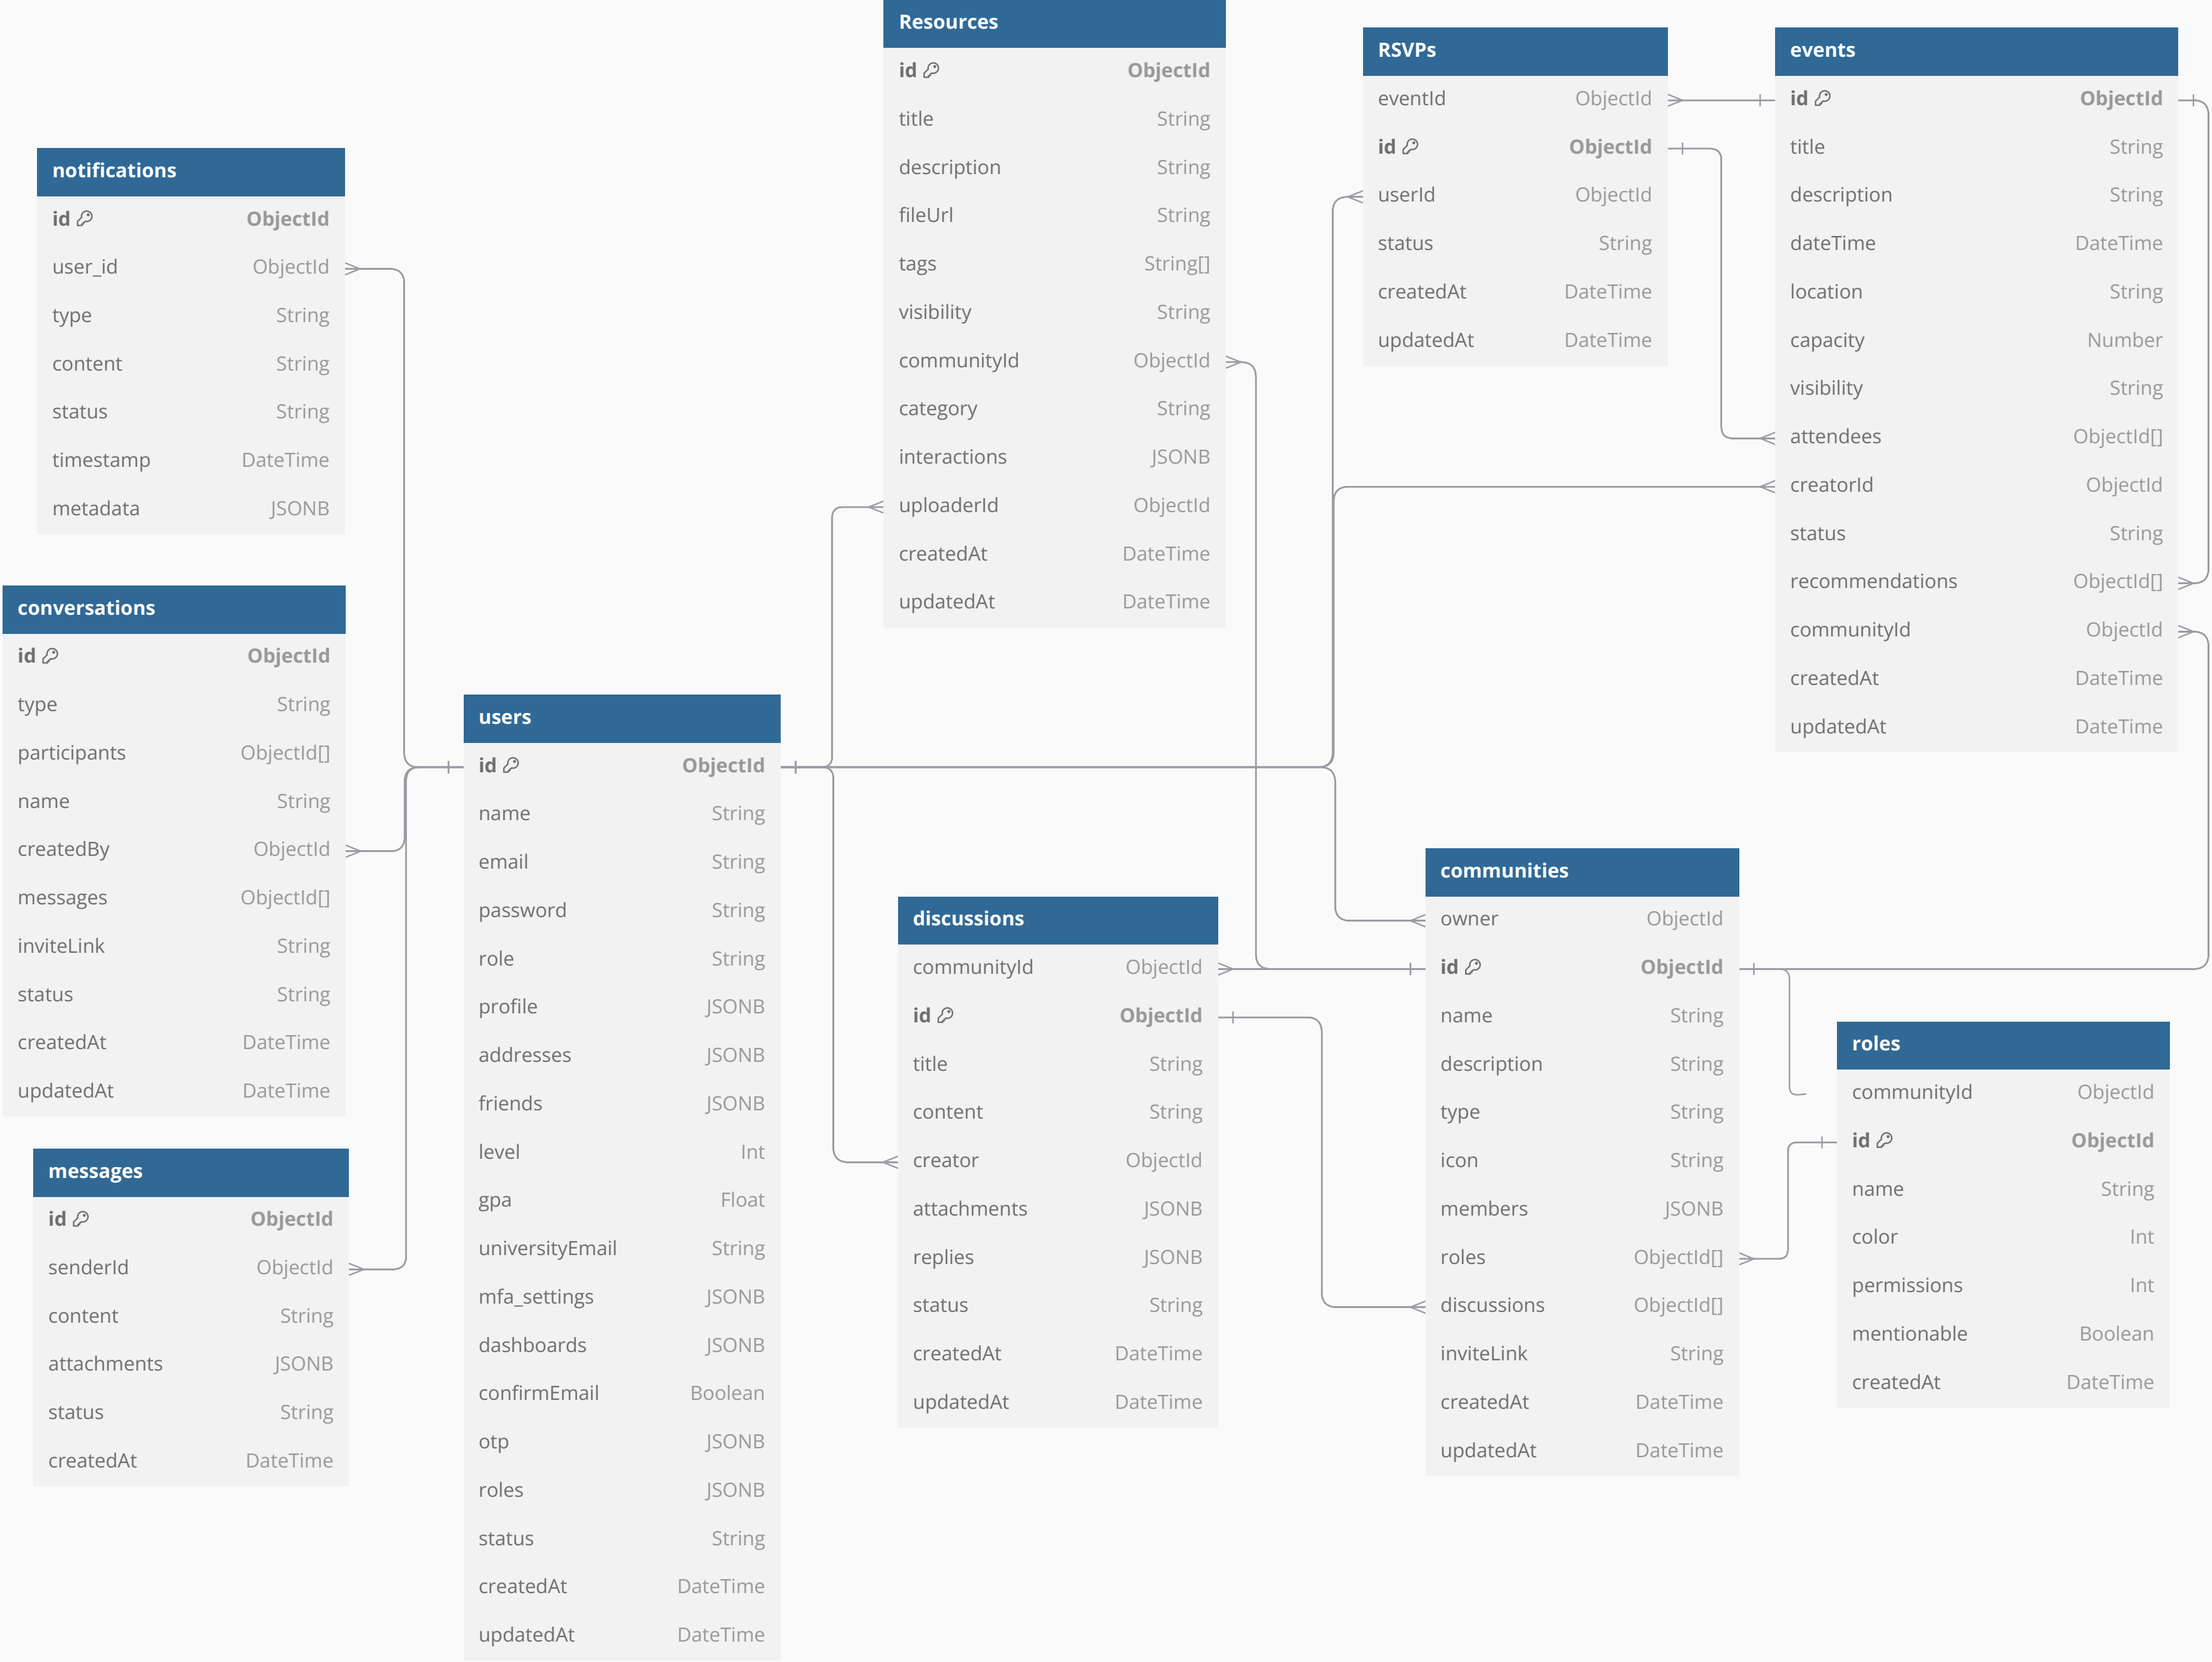 Resources
id ObjectId
title String
description String
fileUrl String
tags String[]
visibility String
communityId ObjectId
category String
interactions JSONB
uploaderId ObjectId
createdAt DateTime
updatedAt DateTime
RSVPs
eventId ObjectId
id ObjectId
userId ObjectId
status String
createdAt DateTime
updatedAt DateTime
events
id ObjectId
title String
description String
dateTime DateTime
location String
capacity Number
visibility String
attendees ObjectId[]
creatorId ObjectId
status String
recommendations ObjectId[]
communityId ObjectId
createdAt DateTime
updatedAt DateTime
notifications
id ObjectId
user_id ObjectId
type String
content String
status String
timestamp DateTime
metadata JSONB
conversations
id ObjectId
type String
participants ObjectId[]
name String
createdBy ObjectId
messages ObjectId[]
inviteLink String
status String
createdAt DateTime
updatedAt DateTime
users
id ObjectId
name String
email String
password String
role String
profile JSONB
addresses JSONB
friends JSONB
level Int
gpa Float
universityEmail String
mfa_settings JSONB
dashboards JSONB
confirmEmail Boolean
otp JSONB
roles JSONB
status String
createdAt DateTime
updatedAt DateTime
discussions
communityId ObjectId
id ObjectId
title String
content String
creator ObjectId
attachments JSONB
replies JSONB
status String
createdAt DateTime
updatedAt DateTime
communities
owner ObjectId
id ObjectId
name String
description String
type String
icon String
members JSONB
roles ObjectId[]
discussions ObjectId[]
inviteLink String
createdAt DateTime
updatedAt DateTime
roles
communityId ObjectId
id ObjectId
name String
color Int
permissions Int
mentionable Boolean
createdAt DateTime
messages
id ObjectId
senderId ObjectId
content String
attachments JSONB
status String
createdAt DateTime